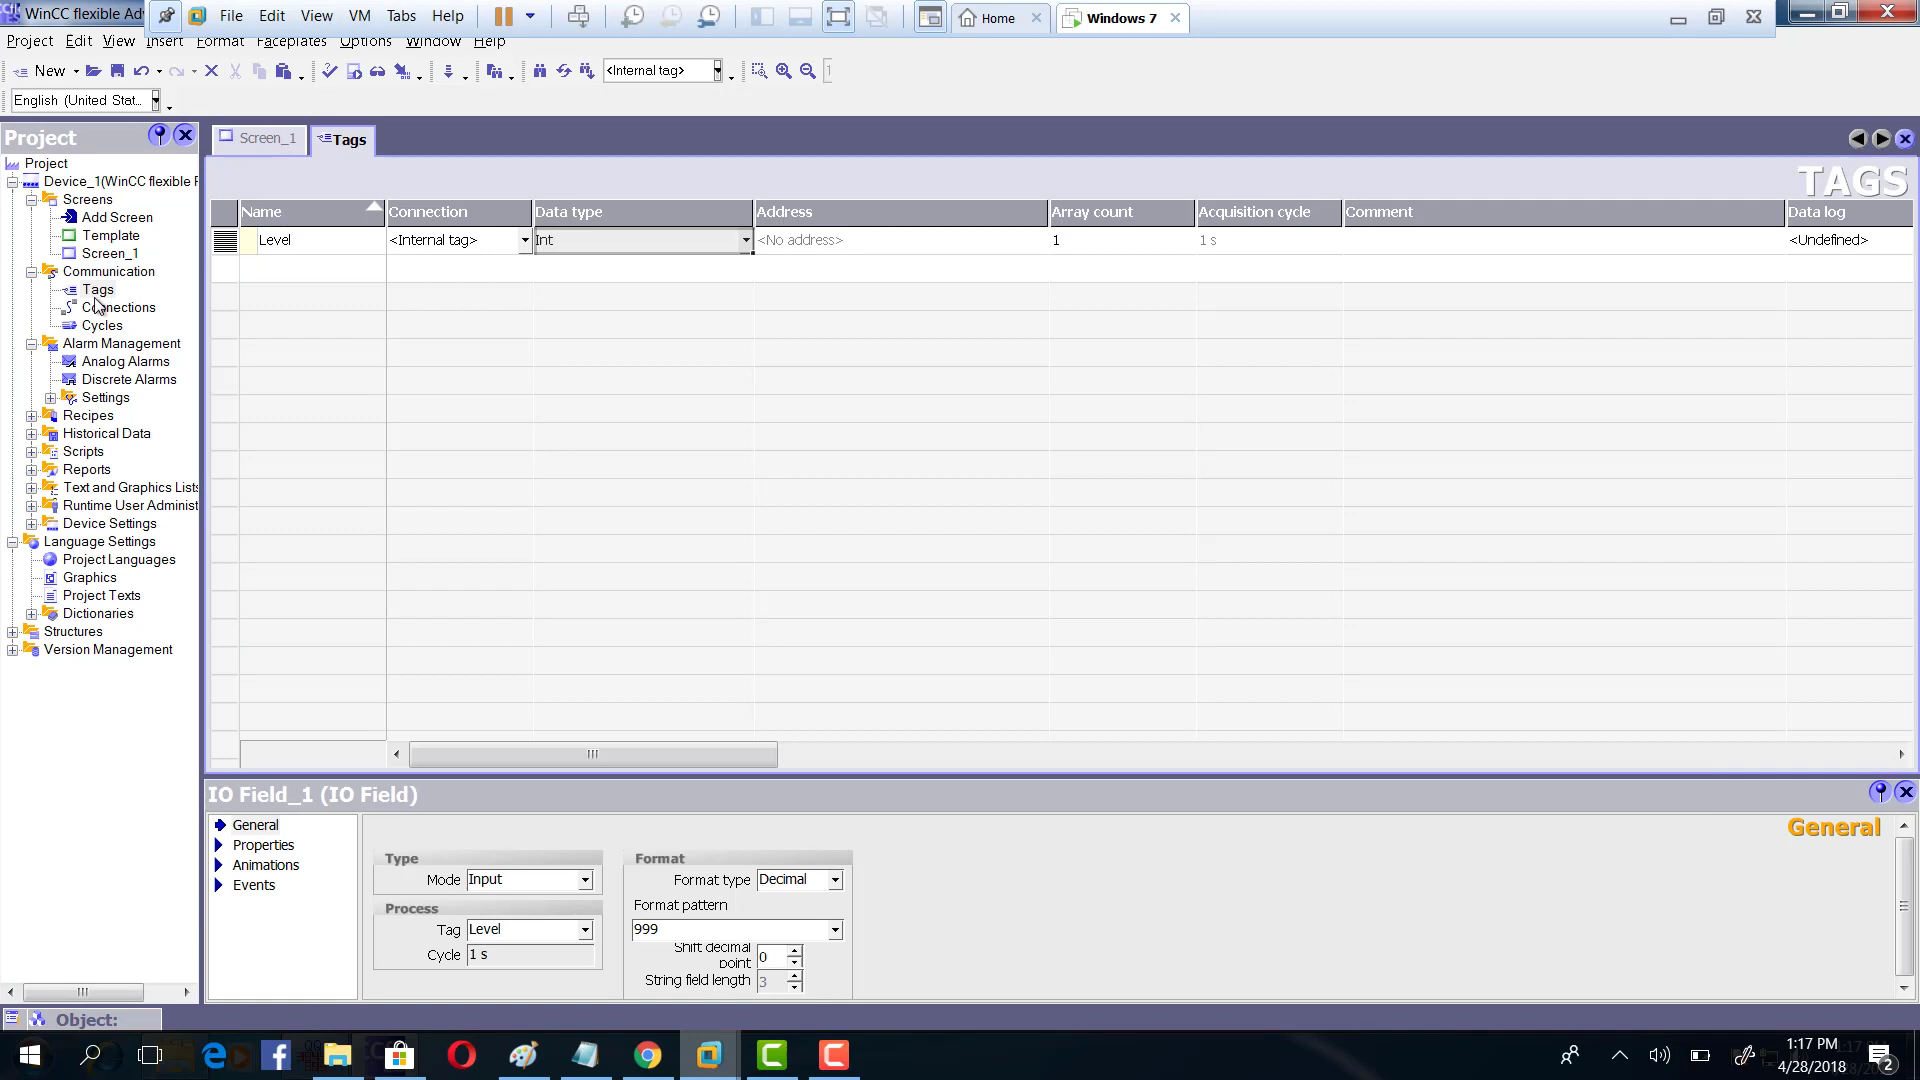 WinCC flexible Adv
File Edit View VM Tabs Help
Home
Windows 7
Project Edit View Insert Format Faceplates Options Window Help
New
<Internal tag>
English (United Stat...
Project
Screen_1
Tags
TAGS
Project
Device_1(WinCC flexible F
Screens
Add Screen
Template
Screen_1
Communication
Tags
Connections
Cycles
Alarm Management
Analog Alarms
Discrete Alarms
Settings
Recipes
Historical Data
Scripts
Reports
Text and Graphics Lists
Runtime User Administ
Device Settings
Language Settings
Project Languages
Graphics
Project Texts
Dictionaries
Structures
Version Management
Name Connection Data type Address Array count Acquisition cycle Comment Data log
Level <Internal tag> Int <No address> 1 1 s <Undefined>
IO Field_1 (IO Field)
General
Properties
Animations
Events
General
Type
Mode Input
Process
Tag Level
Cycle 1 s
Format
Format type Decimal
Format pattern
999
Shift decimal
point 0
String field length 3
Object:
1:17 PM
4/28/2018
2